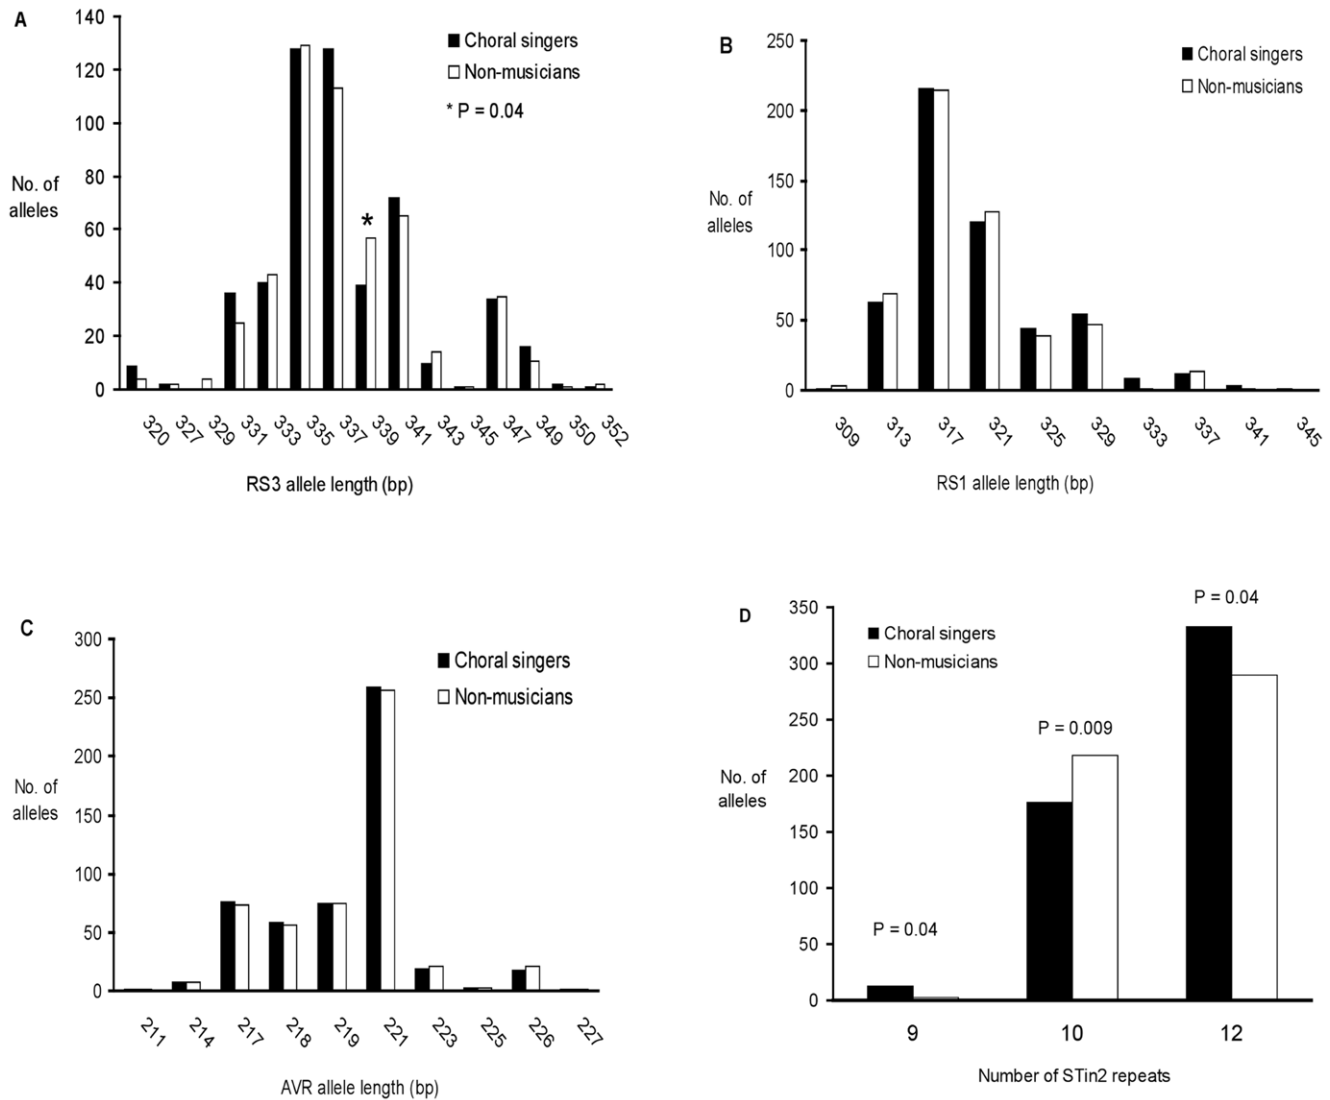 A
140
120
100
80
60
40
20
0
No. of
alleles
Choral singers
Non-musicians
* P = 0.04
*
320 327 329 331 333 335 337 339 341 343 345 347 349 350 352
RS3 allele length (bp)
B
250
200
150
100
50
0
No. of
alleles
Choral singers
Non-musicians
309 313 317 321 325 329 333 337 341 345
RS1 allele length (bp)
C
300
250
200
150
100
50
0
No. of
alleles
Choral singers
Non-musicians
211 214 217 218 219 221 223 225 226 227
AVR allele length (bp)
D
350
300
250
200
150
100
50
0
No. of
alleles
Choral singers
Non-musicians
P = 0.04
P = 0.009
P = 0.04
9 10 12
Number of STin2 repeats